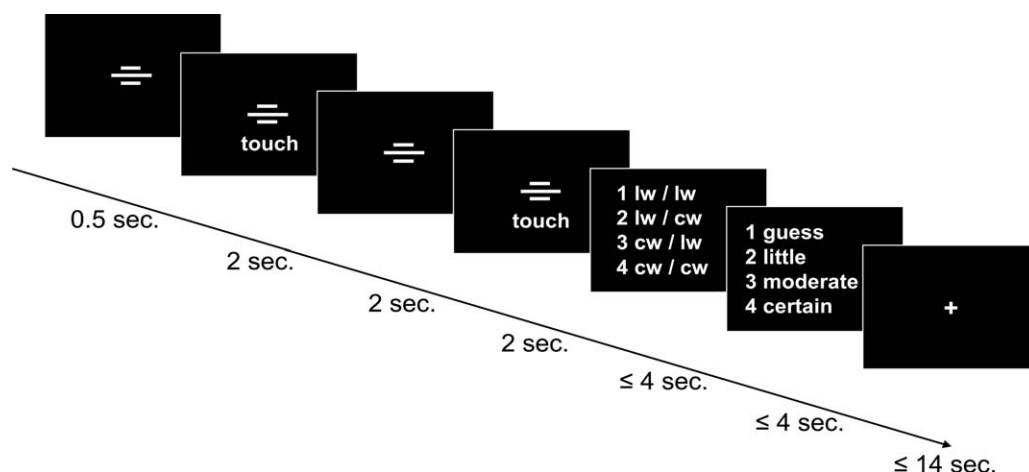 touch
touch
1 lw / lw
2 lw / cw
3 cw / lw
4 cw / cw
1 guess
2 little
3 moderate
4 certain
+
0.5 sec.
2 sec.
2 sec.
2 sec.
≤ 4 sec.
≤ 4 sec.
≤ 14 sec.